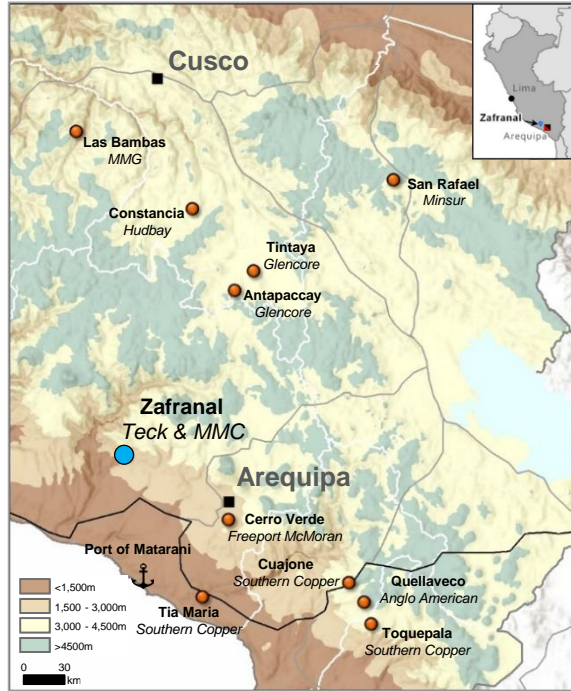 Cusco
Lima
Zafranal
Arequipa
Las Bambas
MMG
San Rafael
Minsur
Constancia
Hudbay
Tintaya
Glencore
Antapaccay
Glencore
Zafranal
Teck & MMC
Arequipa
Cerro Verde
Freeport McMoran
Port of Matarani
Cuajone
Southern Copper
Quellaveco
Anglo American
Tia Maria
Southern Copper
Toquepala
Southern Copper
<1,500m
1,500 - 3,000m
3,000 - 4,500m
>4500m
0 30
km